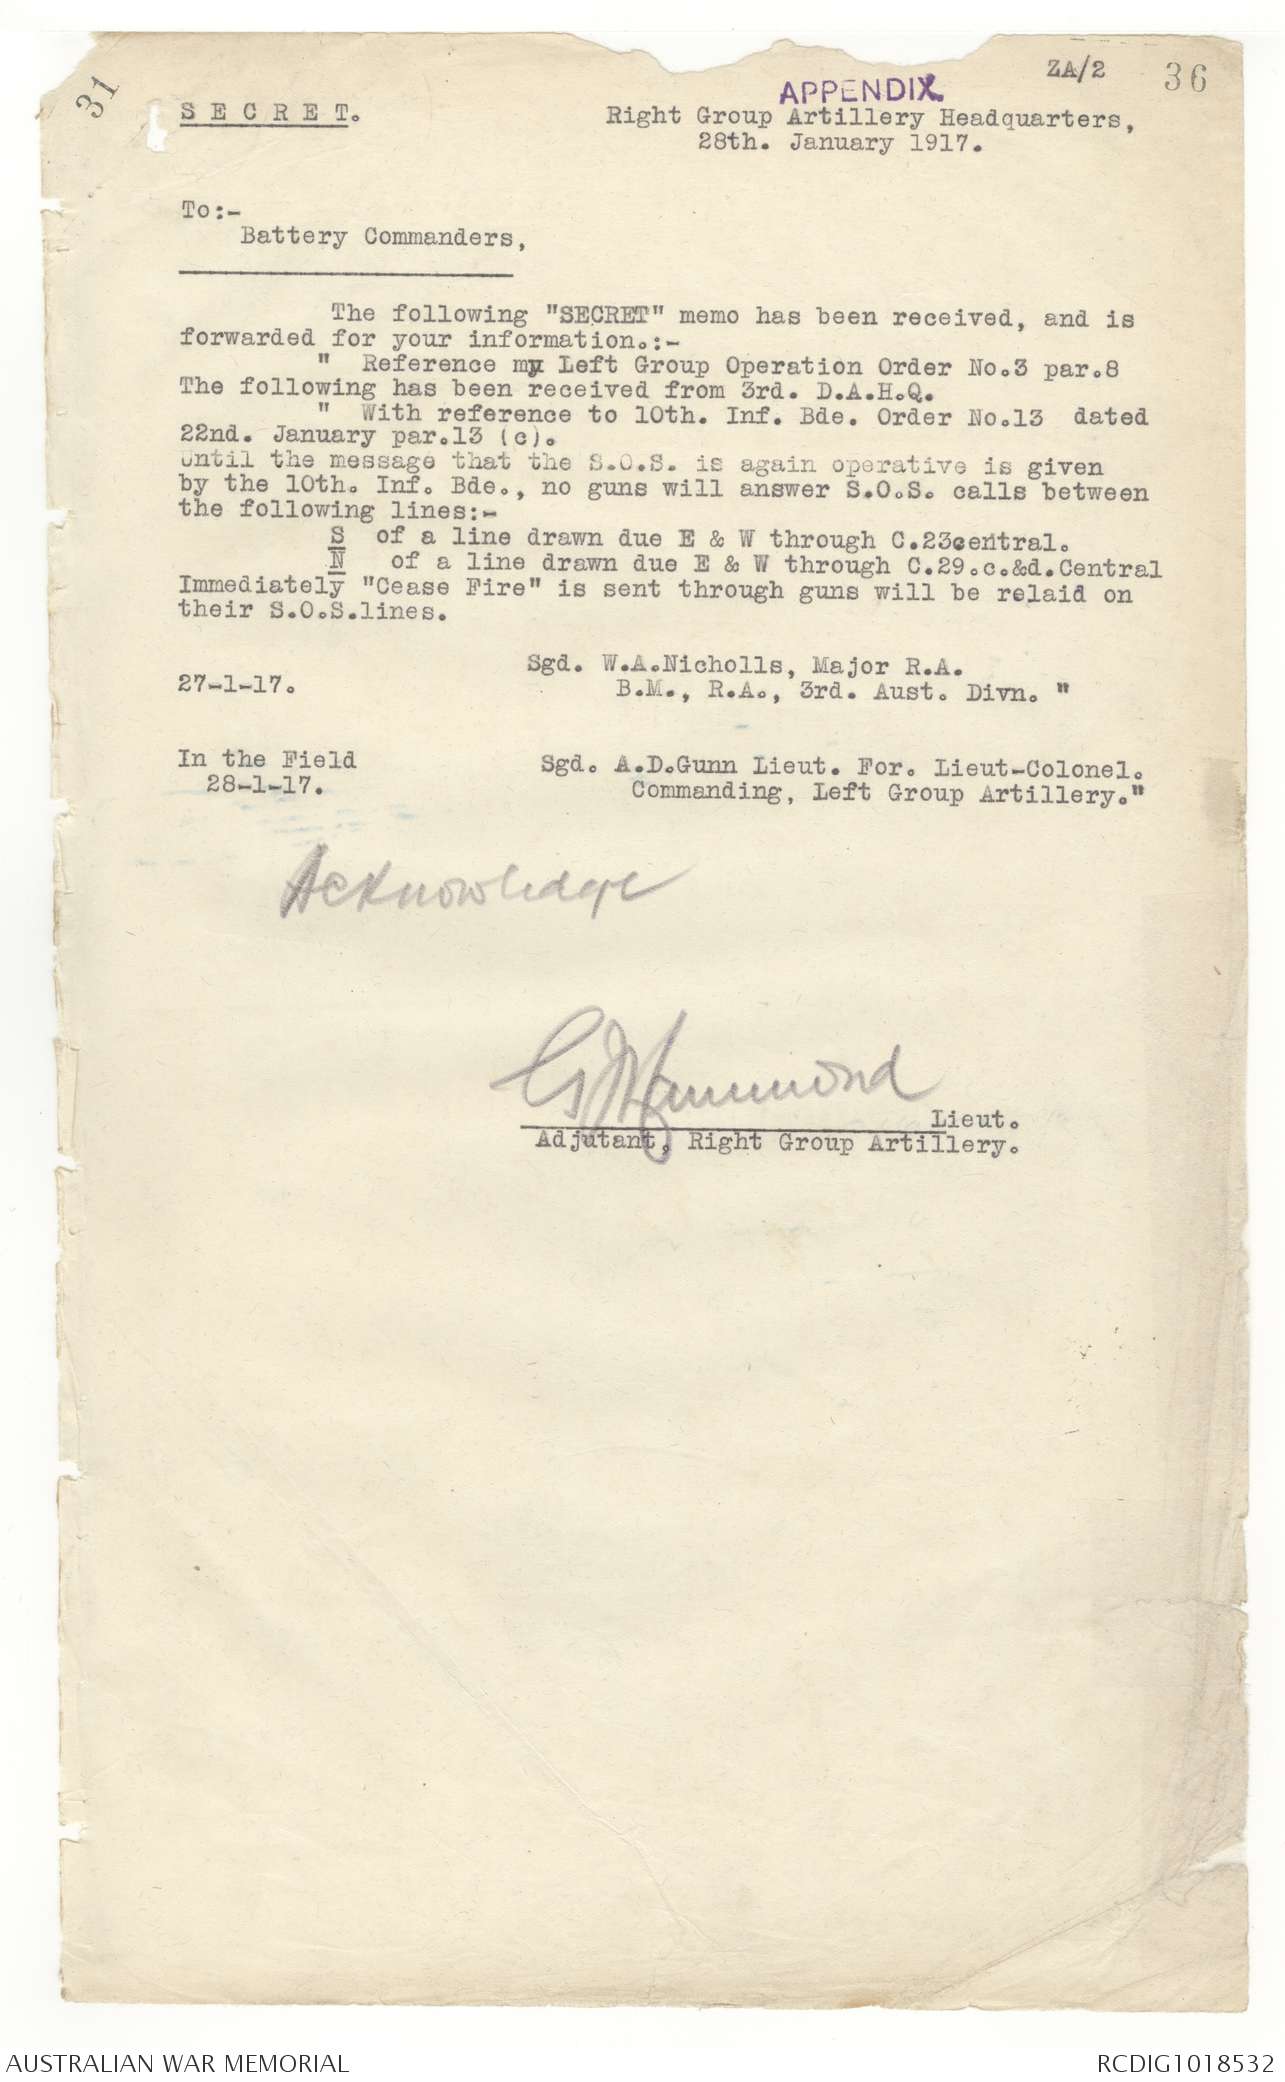 31
ZA/2
36
APPENDIX.
S E C R E T.
Right Group Artillery Headquarters,
28th. January 1917.
To:-
Battery Commanders,
The following "SECRET" memo has been received, and is
forwarded for your information.:-
"  Reference my Left Group Operation Order No.3 par.8
The following has been received from 3rd. D.A.H.Q.
"  With reference to 10th. Inf. Bde. Order No.13  dated
22nd. January par.13 (c).
Until the message that the S.O.S. is again operative is given
by the 10th. Inf. Bde., no guns will answer S.O.S. calls between
the following lines:-
S  of a line drawn due E & W through C.23central.
N  of a line drawn due E & W through C.29.c.&d.Central
Immediately "Cease Fire" is sent through guns will be relaid on
their S.O.S.lines.
Sgd. W.A.Nicholls, Major R.A.
27-1-17.
B.M., R.A., 3rd. Aust. Divn. "
In the Field
Sgd. A.D.Gunn Lieut. For. Lieut-Colonel.
28-1-17.
Commanding, Left Group Artillery."
Acknowledge
Hammond
Lieut.
Adjutant, Right Group Artillery.
AUSTRALIAN WAR MEMORIAL
RCDIG1018532